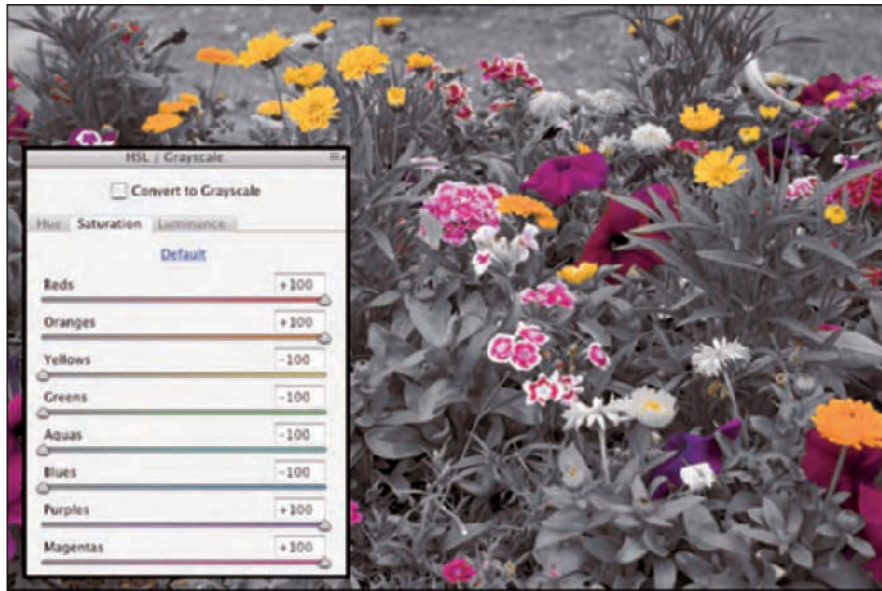 HSL / Grayscale
Convert to Grayscale
Hue Saturation Luminance
Default
Reds +100
Oranges +100
Yellows -100
Greens -100
Aquas -100
Blues -100
Purples +100
Magentas +100